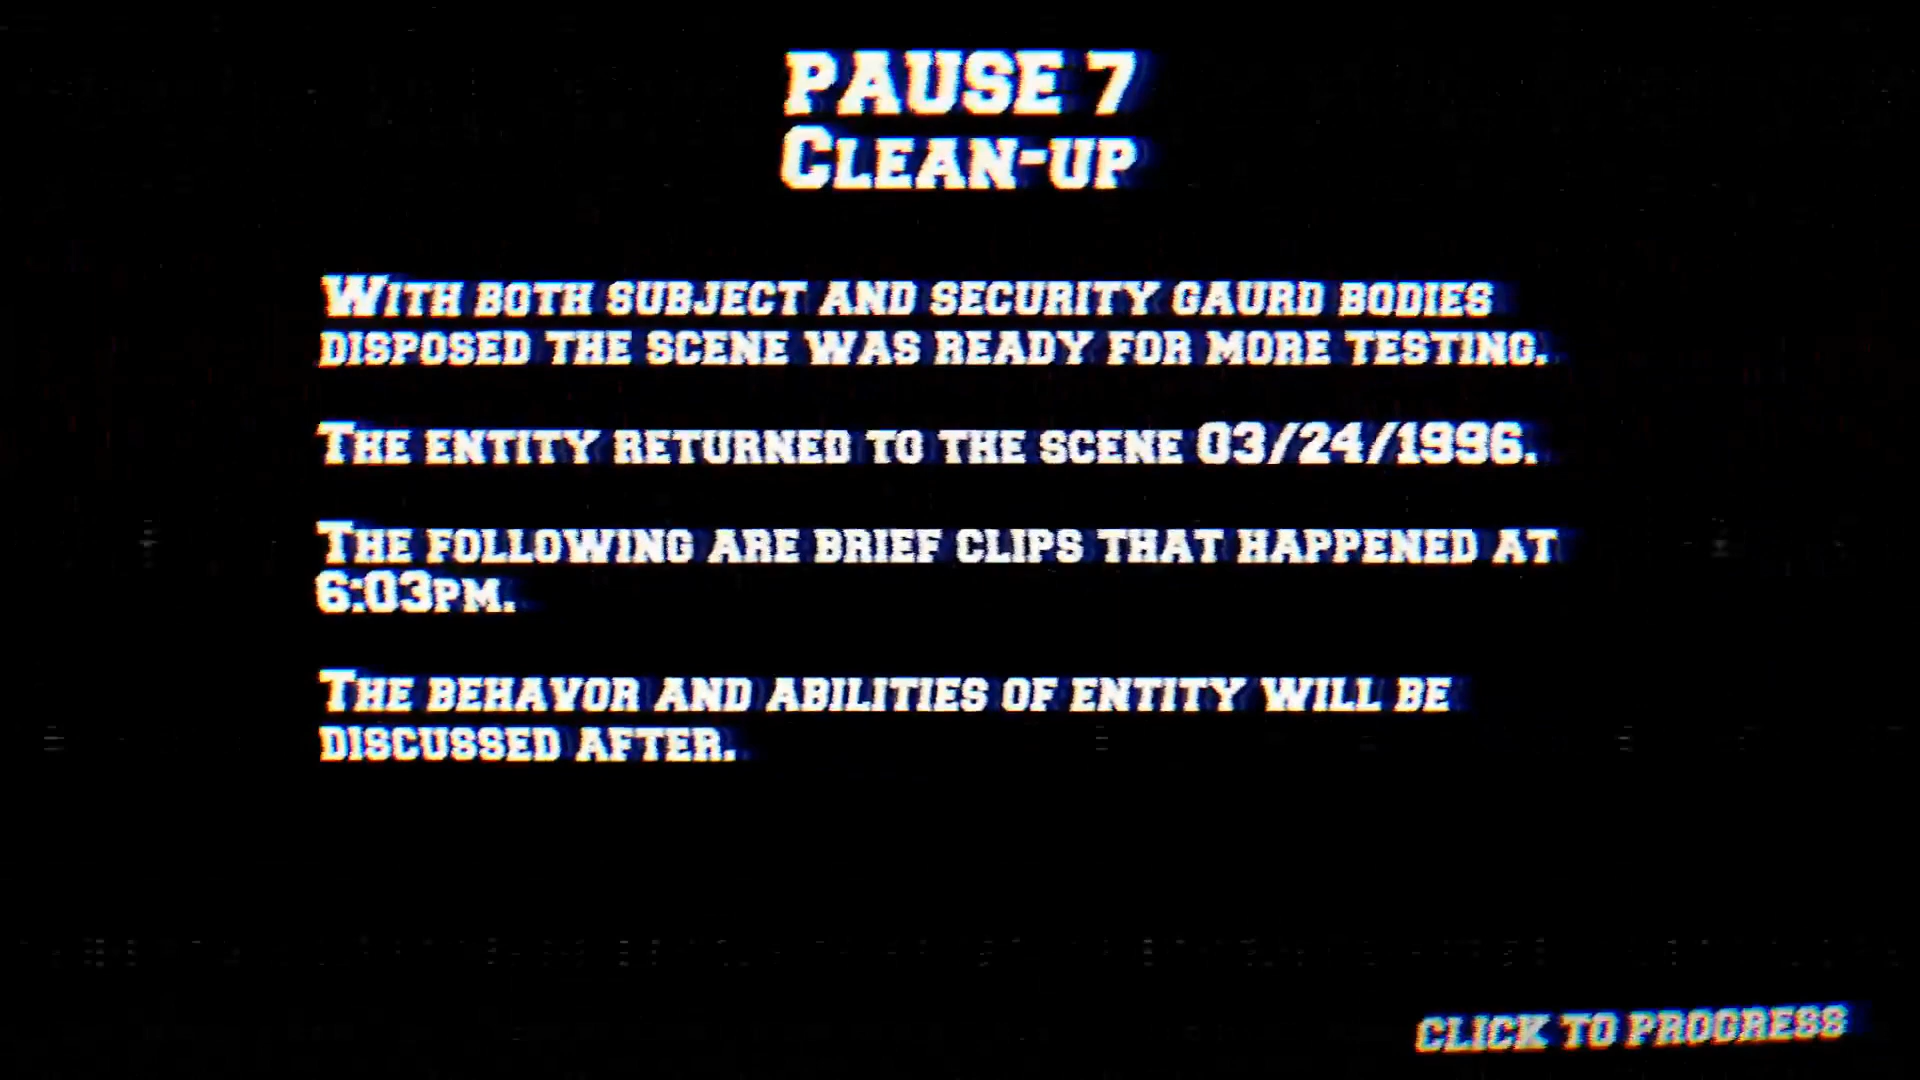 PAUSE 7
CLEAN-UP
WITH BOTH SUBJECT AND SECURITY GAURD BODIES
DISPOSED THE SCENE WAS READY FOR MORE TESTING.
THE ENTITY RETURNED TO THE SCENE 03/24/1996.
THE FOLLOWING ARE BRIEF CLIPS THAT HAPPENED AT
6:03PM.
THE BEHAVOR AND ABILITIES OF ENTITY WILL BE
DISCUSSED AFTER.
CLICK TO PROGRESS